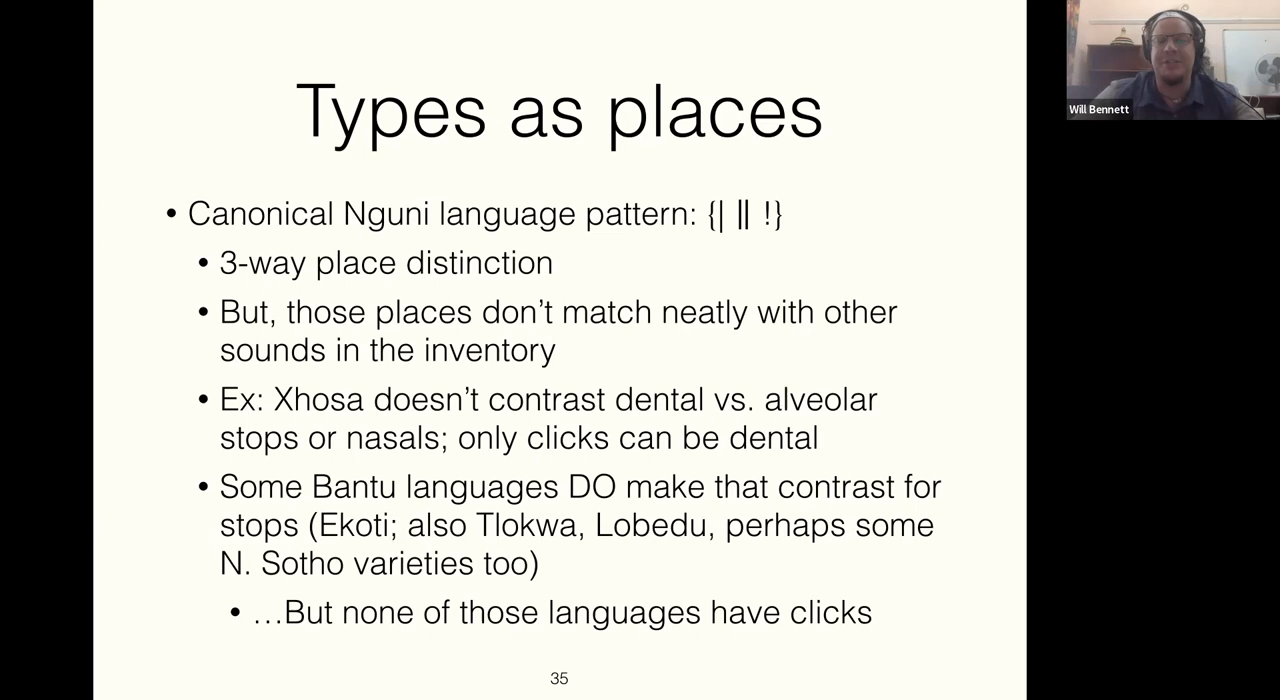 Types as places
• Canonical Nguni language pattern: {| ǁ !}
• 3-way place distinction
• But, those places don’t match neatly with other
sounds in the inventory
• Ex: Xhosa doesn’t contrast dental vs. alveolar
stops or nasals; only clicks can be dental
• Some Bantu languages DO make that contrast for
stops (Ekoti; also Tlokwa, Lobedu, perhaps some
N. Sotho varieties too)
• …But none of those languages have clicks
35
Will Bennett